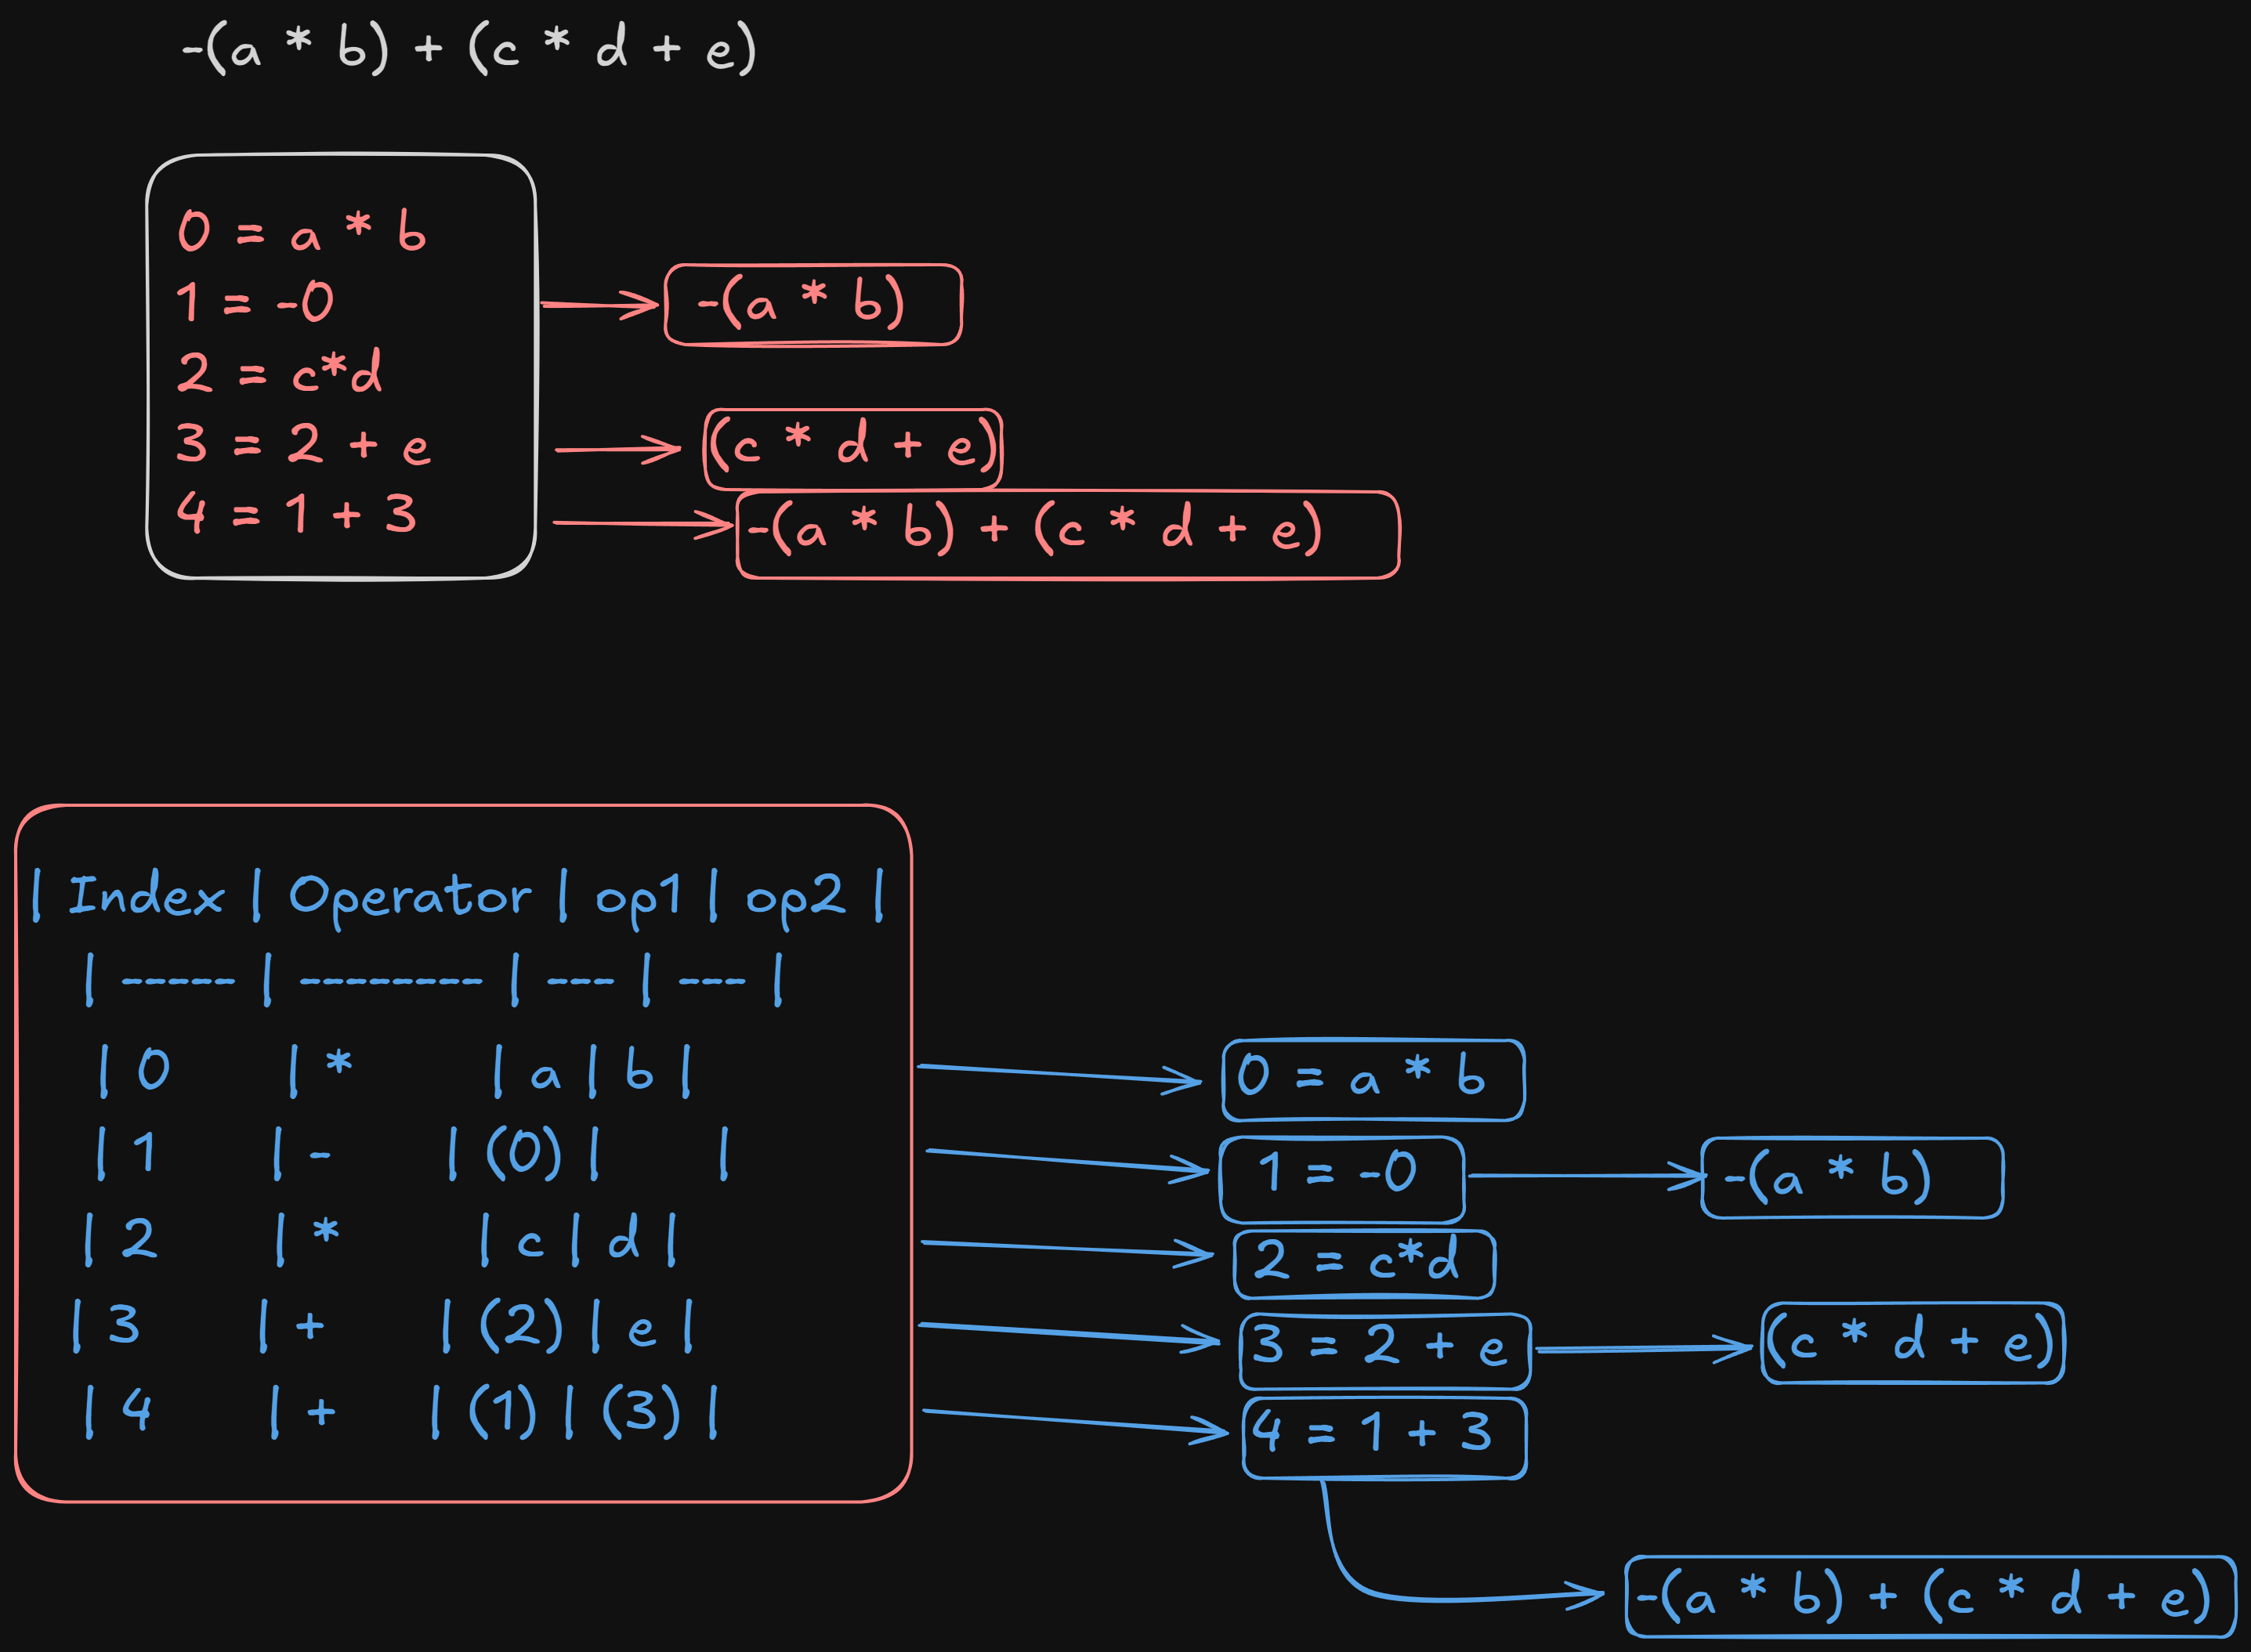 -(a * b) + (c * d + e)
0 = a * b
1 = -0
-(a * b)
2 = c*d
3 = 2 + e
(c * d + e)
4 = 1 + 3
-(a * b) + (c * d + e)
| Index | Operator | op1 | op2 |
| ----- | -------- | --- | --- |
| 0 | * | a | b |
0 = a * b
| 1 | - | (0) | |
1 = -0
-(a * b)
| 2 | * | c | d |
2 = c*d
| 3 | + | (2) | e |
3 = 2 + e
(c * d + e)
| 4 | + | (1) | (3) |
4 = 1 + 3
-(a * b) + (c * d + e)